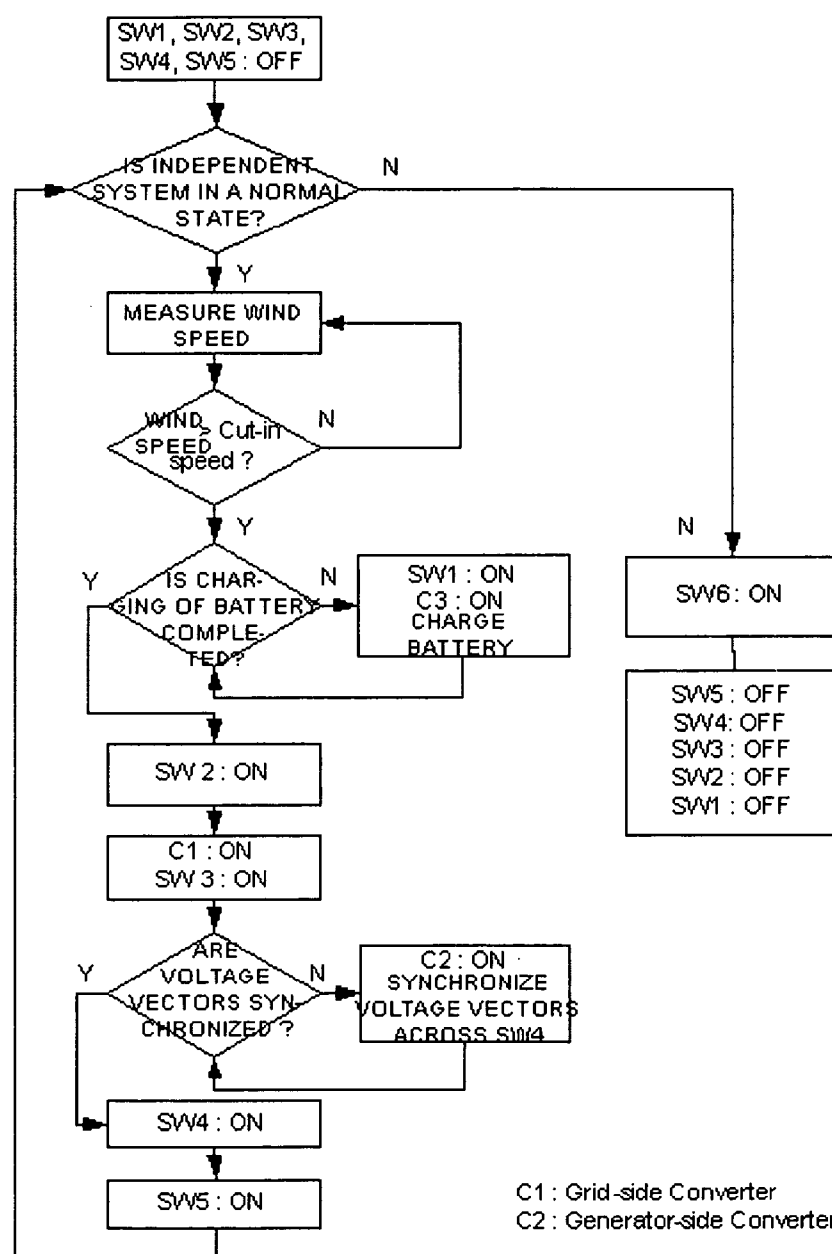 SW1, SW2, SW3,
SW4, SW5 : OFF
IS INDEPENDENT
SYSTEM IN A NORMAL
STATE?
N
Y
MEASURE WIND
SPEED
WIND
SPEED > Cut-in
speed ?
N
Y
IS CHAR-
GING OF BATTERY
COMPLE-
TED?
Y
N
SW1 : ON
C3 : ON
CHARGE
BATTERY
N
SW6 : ON
SW5 : OFF
SW4: OFF
SW3 : OFF
SW2 : OFF
SW1 : OFF
SW 2 : ON
C1 : ON
SW 3 : ON
ARE
VOLTAGE
VECTORS SYN-
CHRONIZED ?
Y
N
C2 : ON
SYNCHRONIZE
VOLTAGE VECTORS
ACROSS SW4
SW4 : ON
SW5 : ON
C1 : Grid-side Converter
C2 : Generator-side Converter